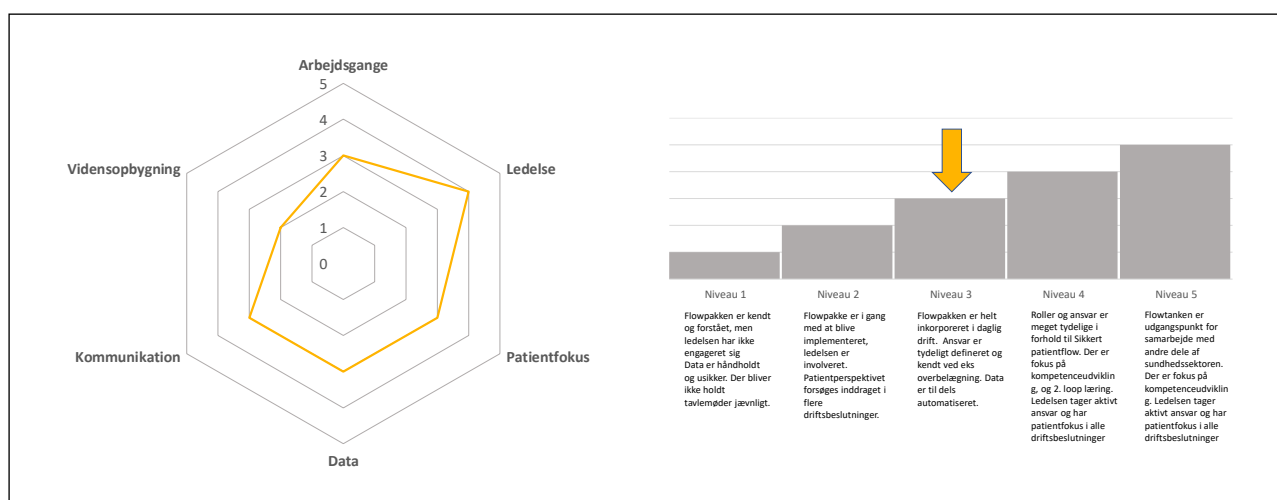 Arbejdsgange
5
4
3
2
1
0
Ledelse
Patientfokus
Data
Kommunikation
Vidensopbygning
Niveau 1
Flowpakken er kendt
og forstået, men
ledelsen har ikke
engageret sig
Data er håndholdt
og usikker. Der bliver
ikke holdt
tavlemøder jævnligt.
Niveau 2
Flowpakke er i gang
med at blive
implementeret,
ledelsen er
involveret.
Patientperspektivet
forsøges inddraget i
flere
driftsbeslutninger.
Niveau 3
Flowpakken er helt
inkorporeret i daglig
drift. Ansvar er
tydeligt defineret og
kendt ved eks
overbelægning. Data
er til dels
automatiseret.
Niveau 4
Roller og ansvar er
meget tydelige i
forhold til Sikkert
patientflow. Der er
fokus på
kompetenceudviklin
g, og 2. loop læring.
Ledelsen tager aktivt
ansvar og har
patientfokus i alle
driftsbeslutninger
Niveau 5
Flowtanken er
udgangspunkt for
samarbejde med
andre dele af
sundhedssektoren.
Der er fokus på
kompetenceudviklin
g. Ledelsen tager
aktivt ansvar og har
patientfokus i alle
driftsbeslutninger